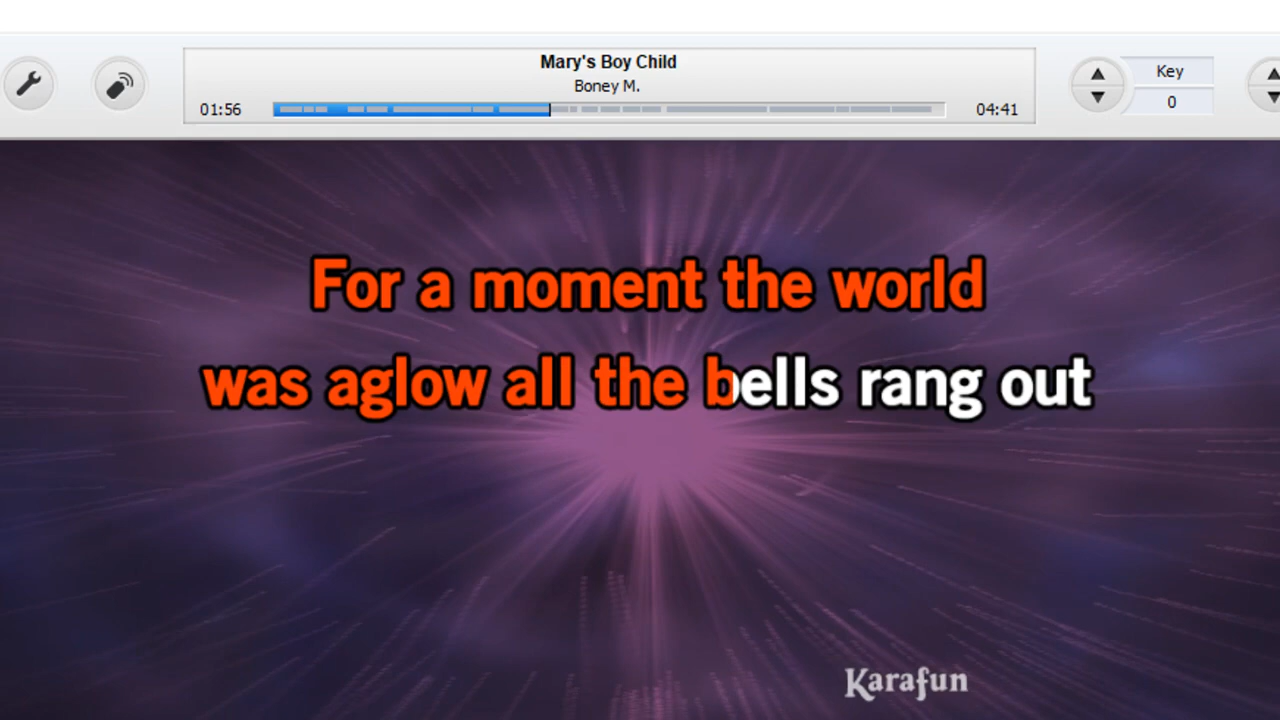 Mary's Boy Child
Boney M.
01:56
04:41
Key
0
For a moment the world
was aglow all the bells rang out
Karafun